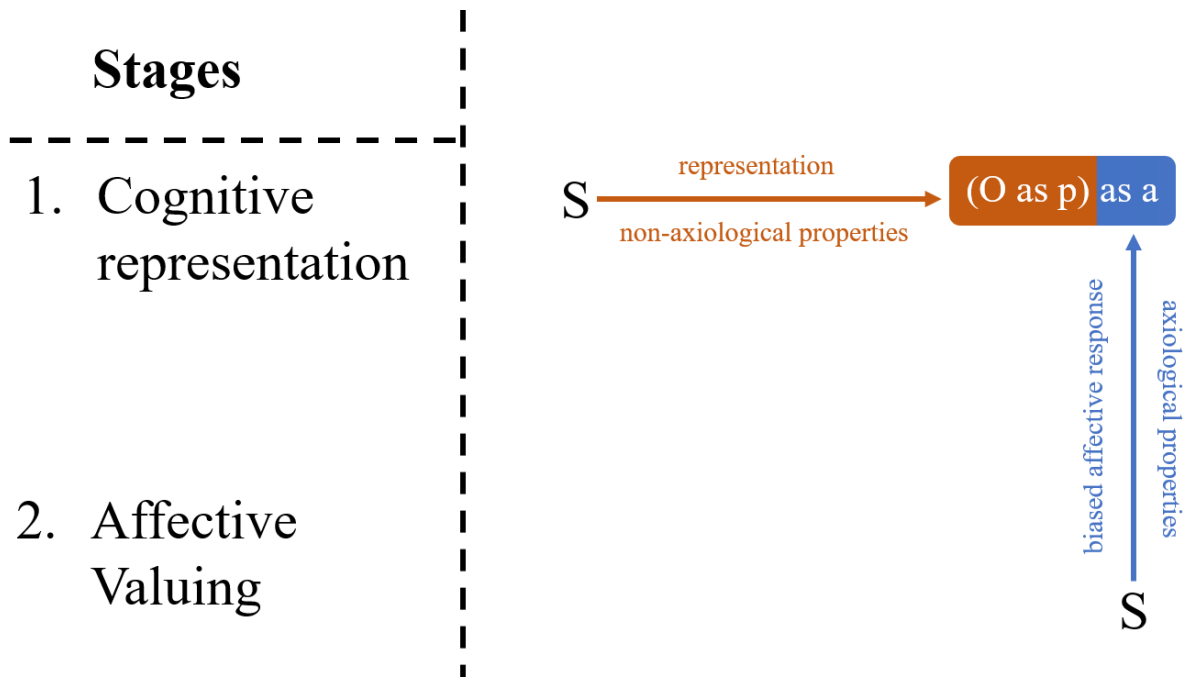 Stages
1. Cognitive
representation
S
representation
non-axiological properties
(O as p) as a
biased affective response
axiological properties
2. Affective
Valuing
S